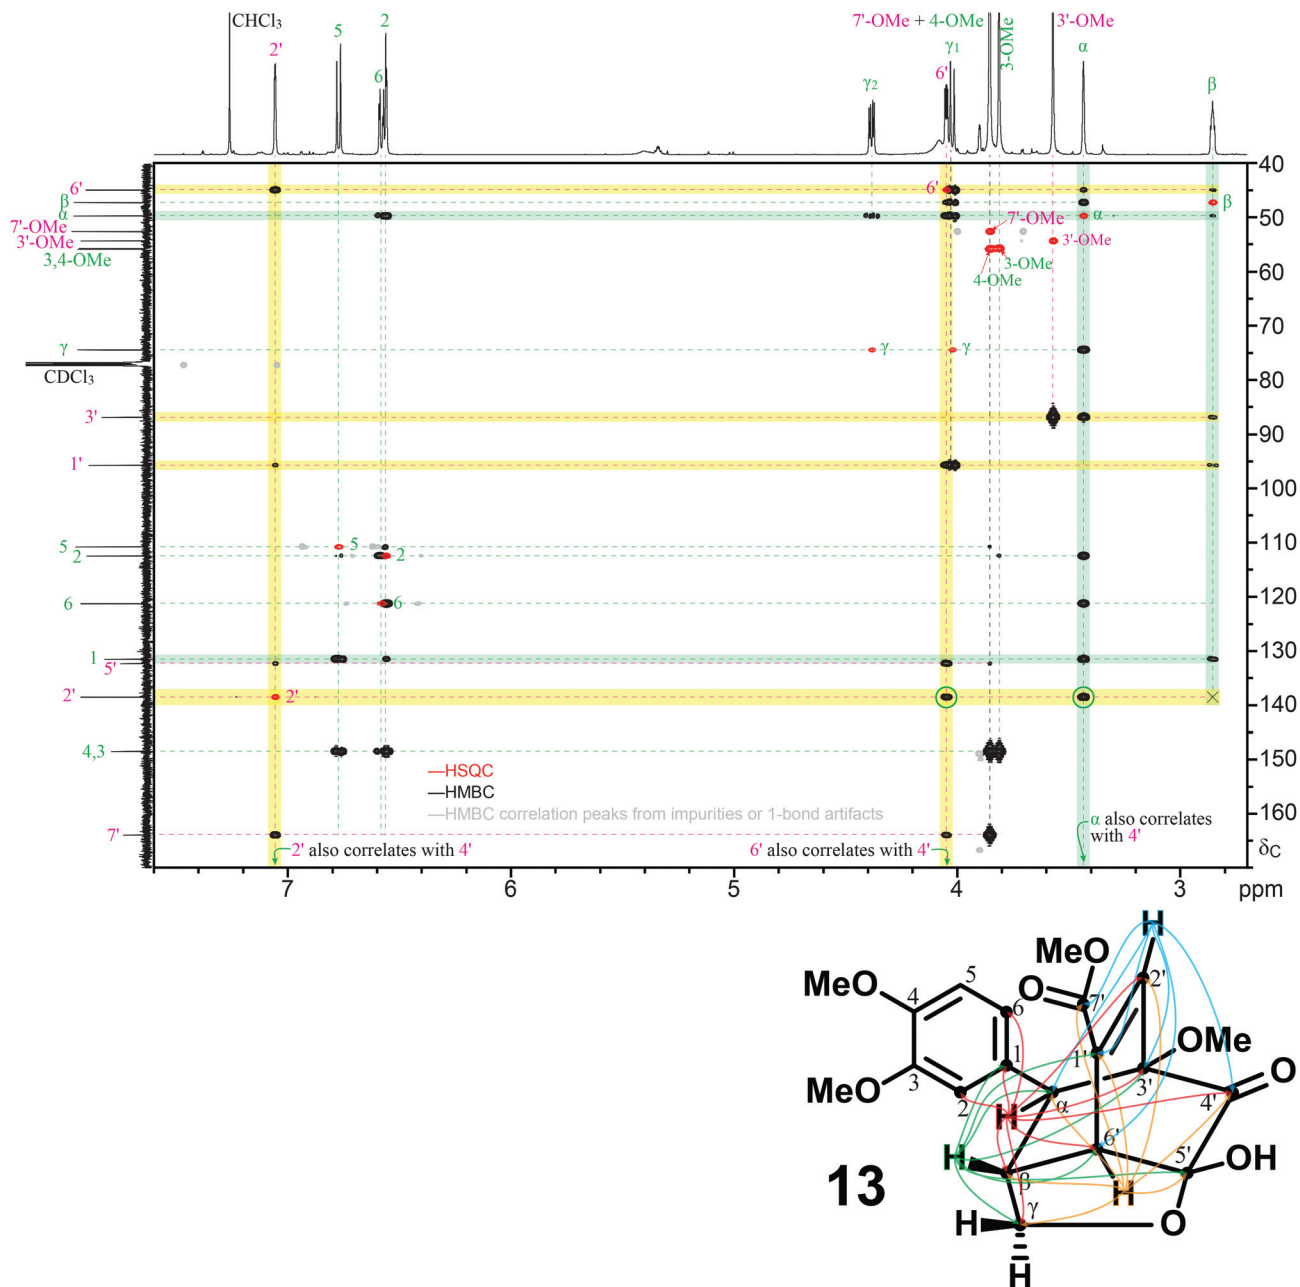 CHCl3
2'
5
6
2
γ2
7'-OMe + 4-OMe
6'
γ1
3-OMe
3'-OMe
α
β
40
50
60
70
80
90
100
110
120
130
140
150
160
δC
6'
β
α
7'-OMe
3'-OMe
3,4-OMe
γ
CDCl3
3'
1'
5
2
6
1
5'
2'
4,3
7'
6'
β
7'-OMe
α
3'-OMe
3-OMe
4-OMe
γ
γ
5
2
6
2'
HSQC
HMBC
HMBC correlation peaks from impurities or 1-bond artifacts
2' also correlates with 4'
6' also correlates with 4'
α also correlates
with 4'
7
6
5
4
3
ppm
H
MeO
O
7'
2'
MeO
5
4
6
1'
OMe
1
3'
O
MeO
3
2
α
4'
H
6'
5'
OH
H
β
H
13
γ
H
O
H